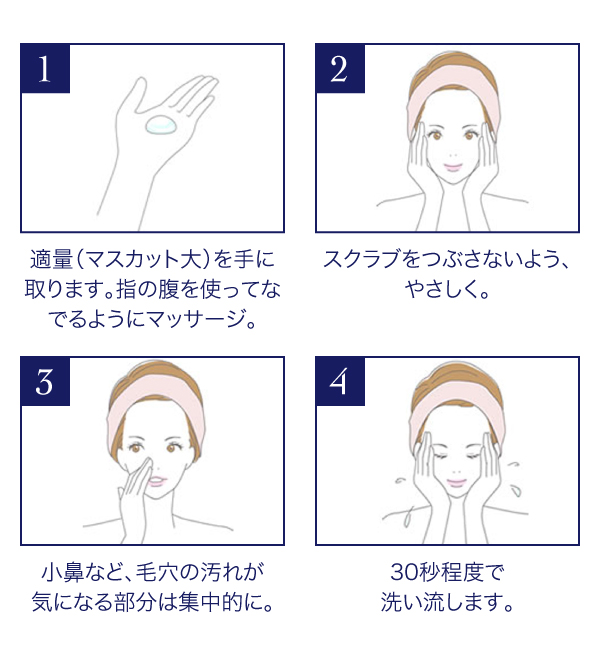 1
適量(マスカット大)を手に
取ります。指の腹を使ってな
でるようにマッサージ。
2
スクラブをつぶさないよう、
やさしく。
3
小鼻など、毛穴の汚れが
気になる部分は集中的に。
4
30秒程度で
洗い流します。